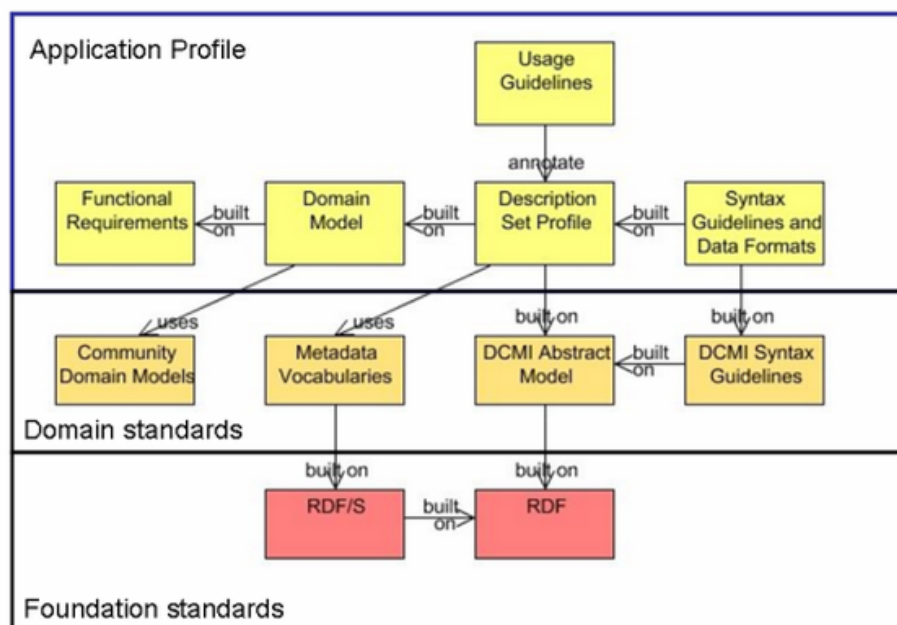 Application Profile
Usage
Guidelines
annotate
Functional
Requirements
built
on
Domain
Model
built
on
Description
Set Profile
built
on
Syntax
Guidelines and
Data Formats
uses
uses
built on
built on
Community
Domain Models
Metadata
Vocabularies
DCMI Abstract
Model
built
on
DCMI Syntax
Guidelines
Domain standards
built on
built on
RDF/S
built
on
RDF
Foundation standards